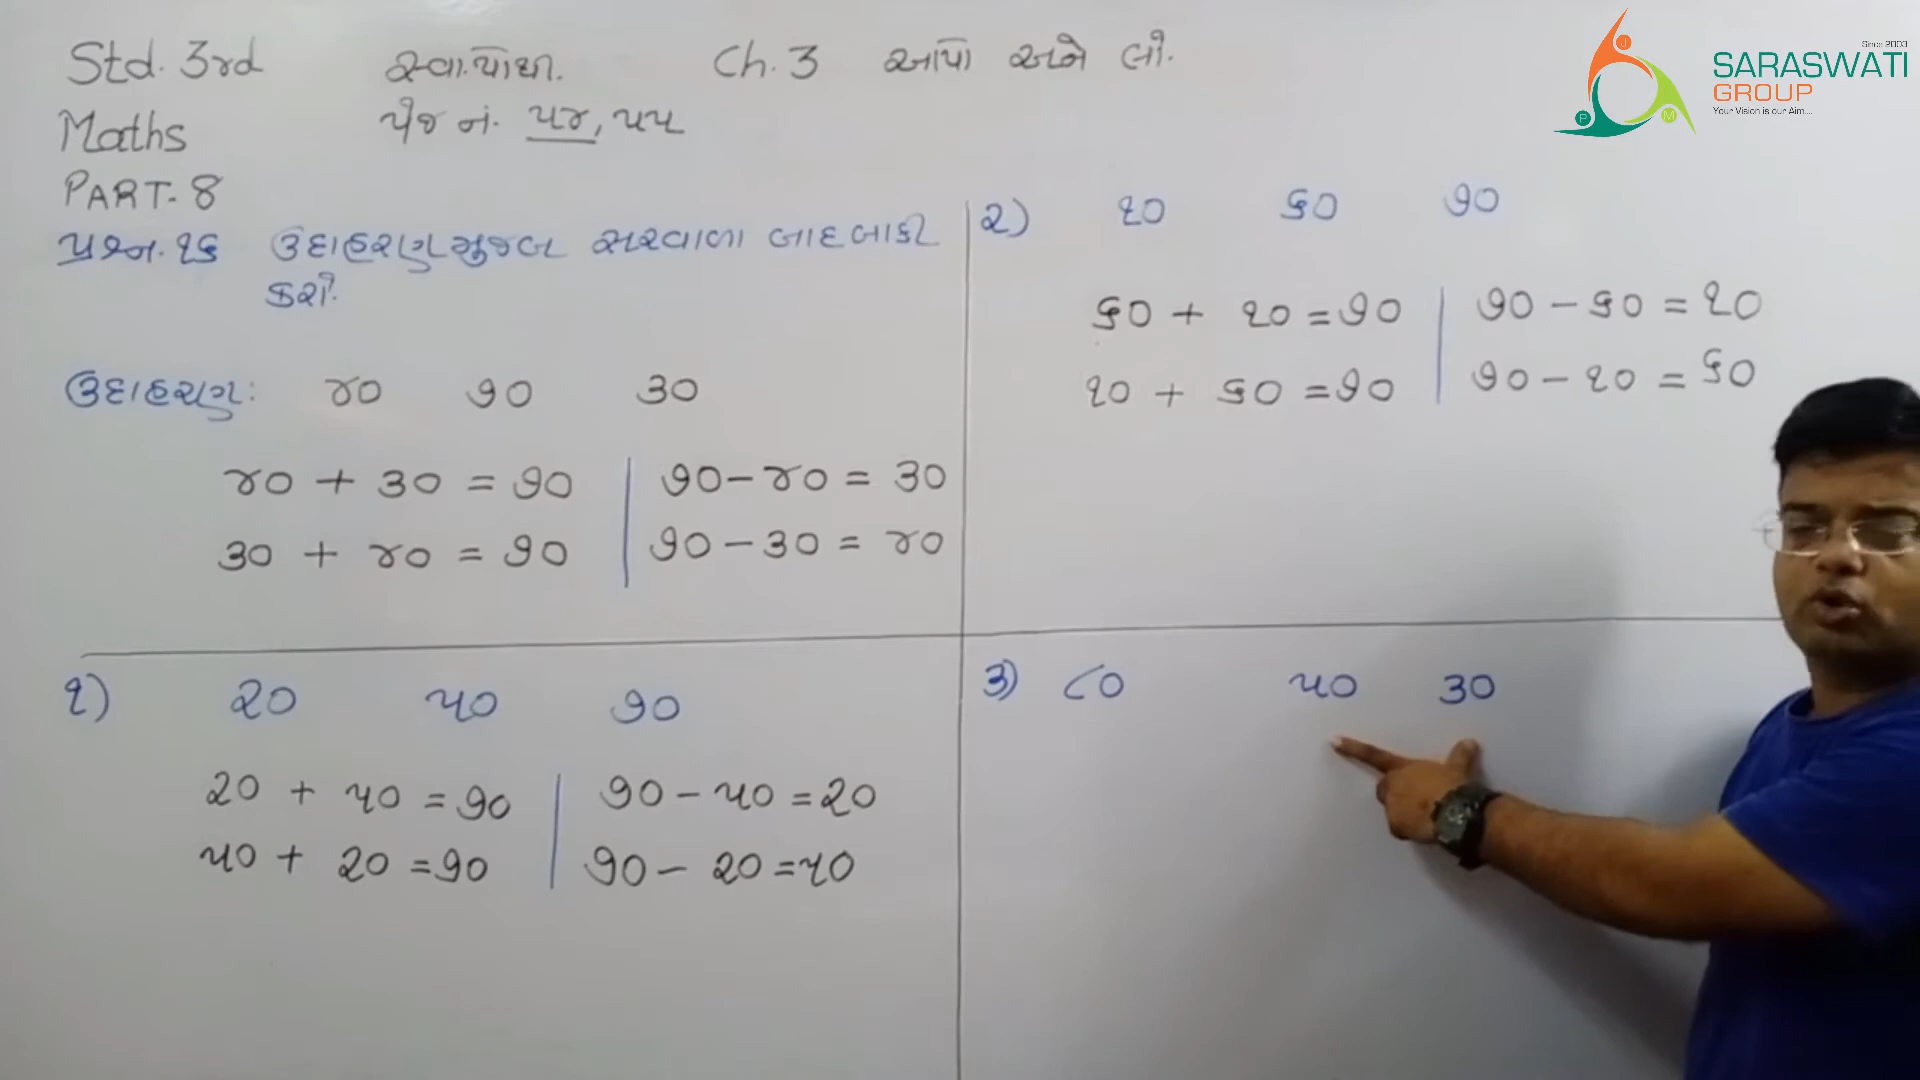 Std. 3rd સ્વા.પોથી. Ch. 3 આપો અને લો.
Maths પેજ નં. ૫૪, ૫૫
PART-8
પ્રશ્ન.૧૬ ઉદાહરણ મુજબ સરવાળા બાદબાકી
કરો.
ઉદાહરણ: ૪૦ ૭૦ ૩૦
૪૦ + ૩૦ = ૭૦ | ૭૦ - ૪૦ = ૩૦
૩૦ + ૪૦ = ૭૦ | ૭૦ - ૩૦ = ૪૦
૧) ૨૦ ૫૦ ૭૦
૨૦ + ૫૦ = ૭૦ | ૭૦ - ૫૦ = ૨૦
૫૦ + ૨૦ = ૭૦ | ૭૦ - ૨૦ = ૫૦
૨) ૧૦ ૬૦ ૭૦
૬૦ + ૧૦ = ૭૦ | ૭૦ - ૬૦ = ૧૦
૧૦ + ૬૦ = ૭૦ | ૭૦ - ૧૦ = ૬૦
૩) ૮૦ ૫૦ ૩૦
Since 2003
SARASWATI
GROUP
Your Vision is our Aim....
J
P
M